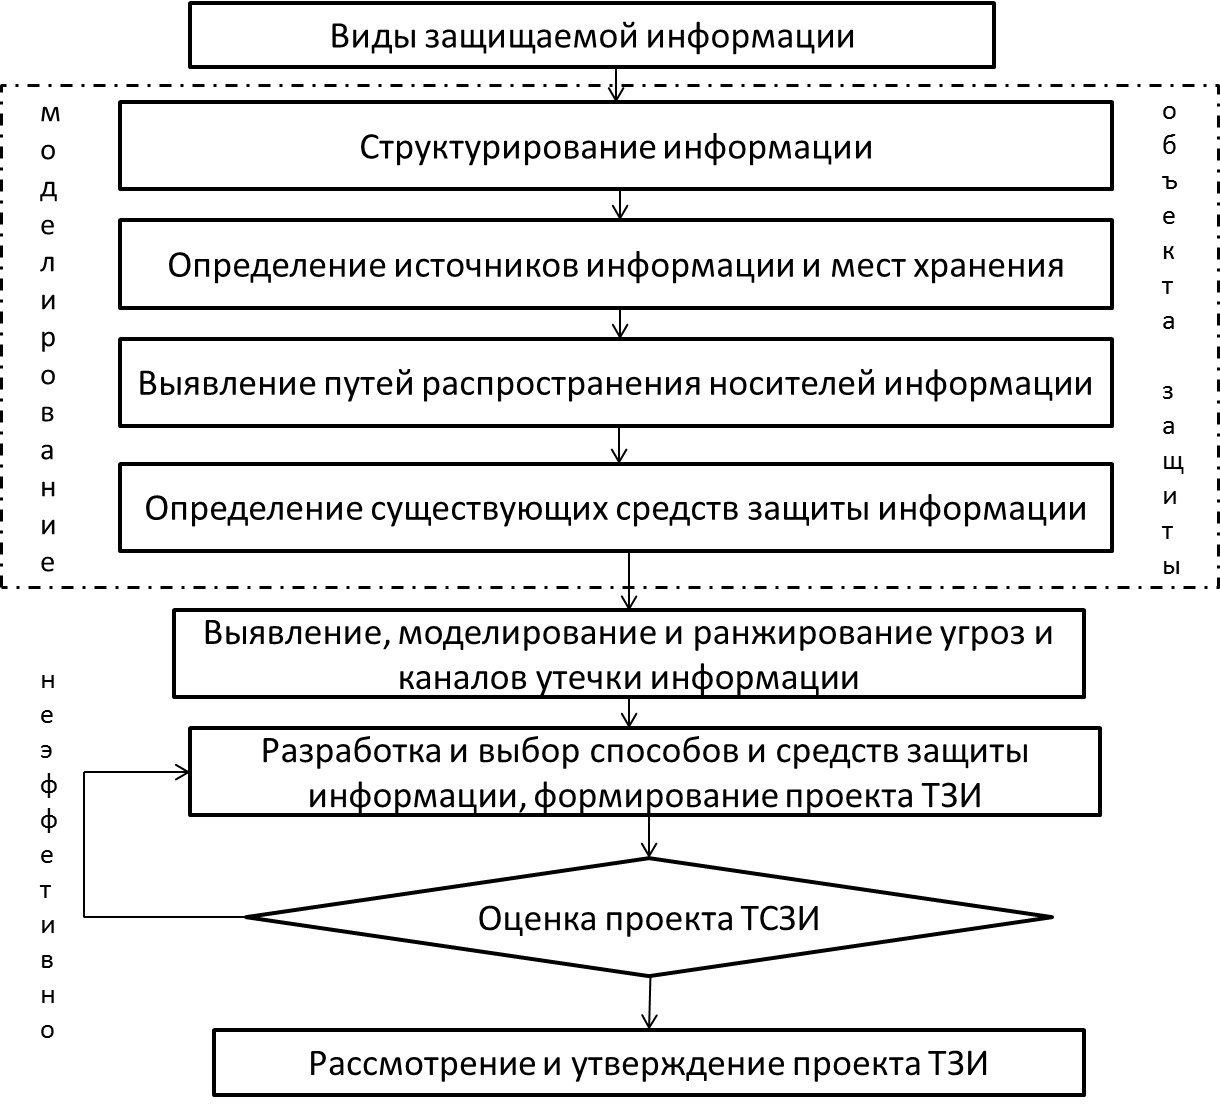 Виды защищаемой информации
моделирование
объекта защиты
Структурирование информации
Определение источников информации и мест хранения
Выявление путей распространения носителей информации
Определение существующих средств защиты информации
Выявление, моделирование и ранжирование угроз и
каналов утечки информации
неэффетивно
Разработка и выбор способов и средств защиты
информации, формирование проекта ТЗИ
Оценка проекта ТСЗИ
Рассмотрение и утверждение проекта ТЗИ